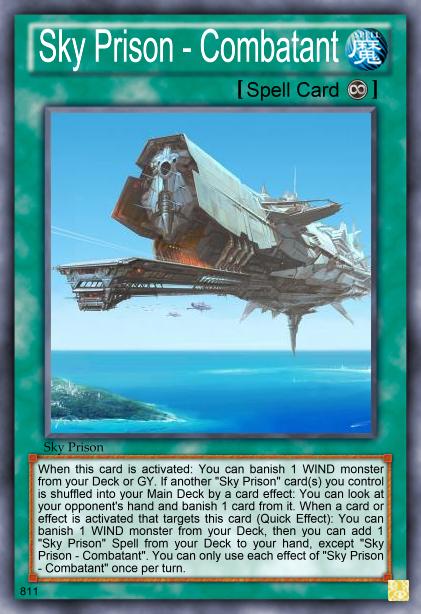 Sky Prison - Combatant
SPELL
魔
[ Spell Card ]
Sky Prison
When this card is activated: You can banish 1 WIND monster
from your Deck or GY. If another "Sky Prison" card(s) you control
is shuffled into your Main Deck by a card effect: You can look at
your opponent's hand and banish 1 card from it. When a card or
effect is activated that targets this card (Quick Effect): You can
banish 1 WIND monster from your Deck, then you can add 1
"Sky Prison" Spell from your Deck to your hand, except "Sky
Prison - Combatant". You can only use each effect of "Sky Prison
- Combatant" once per turn.
811